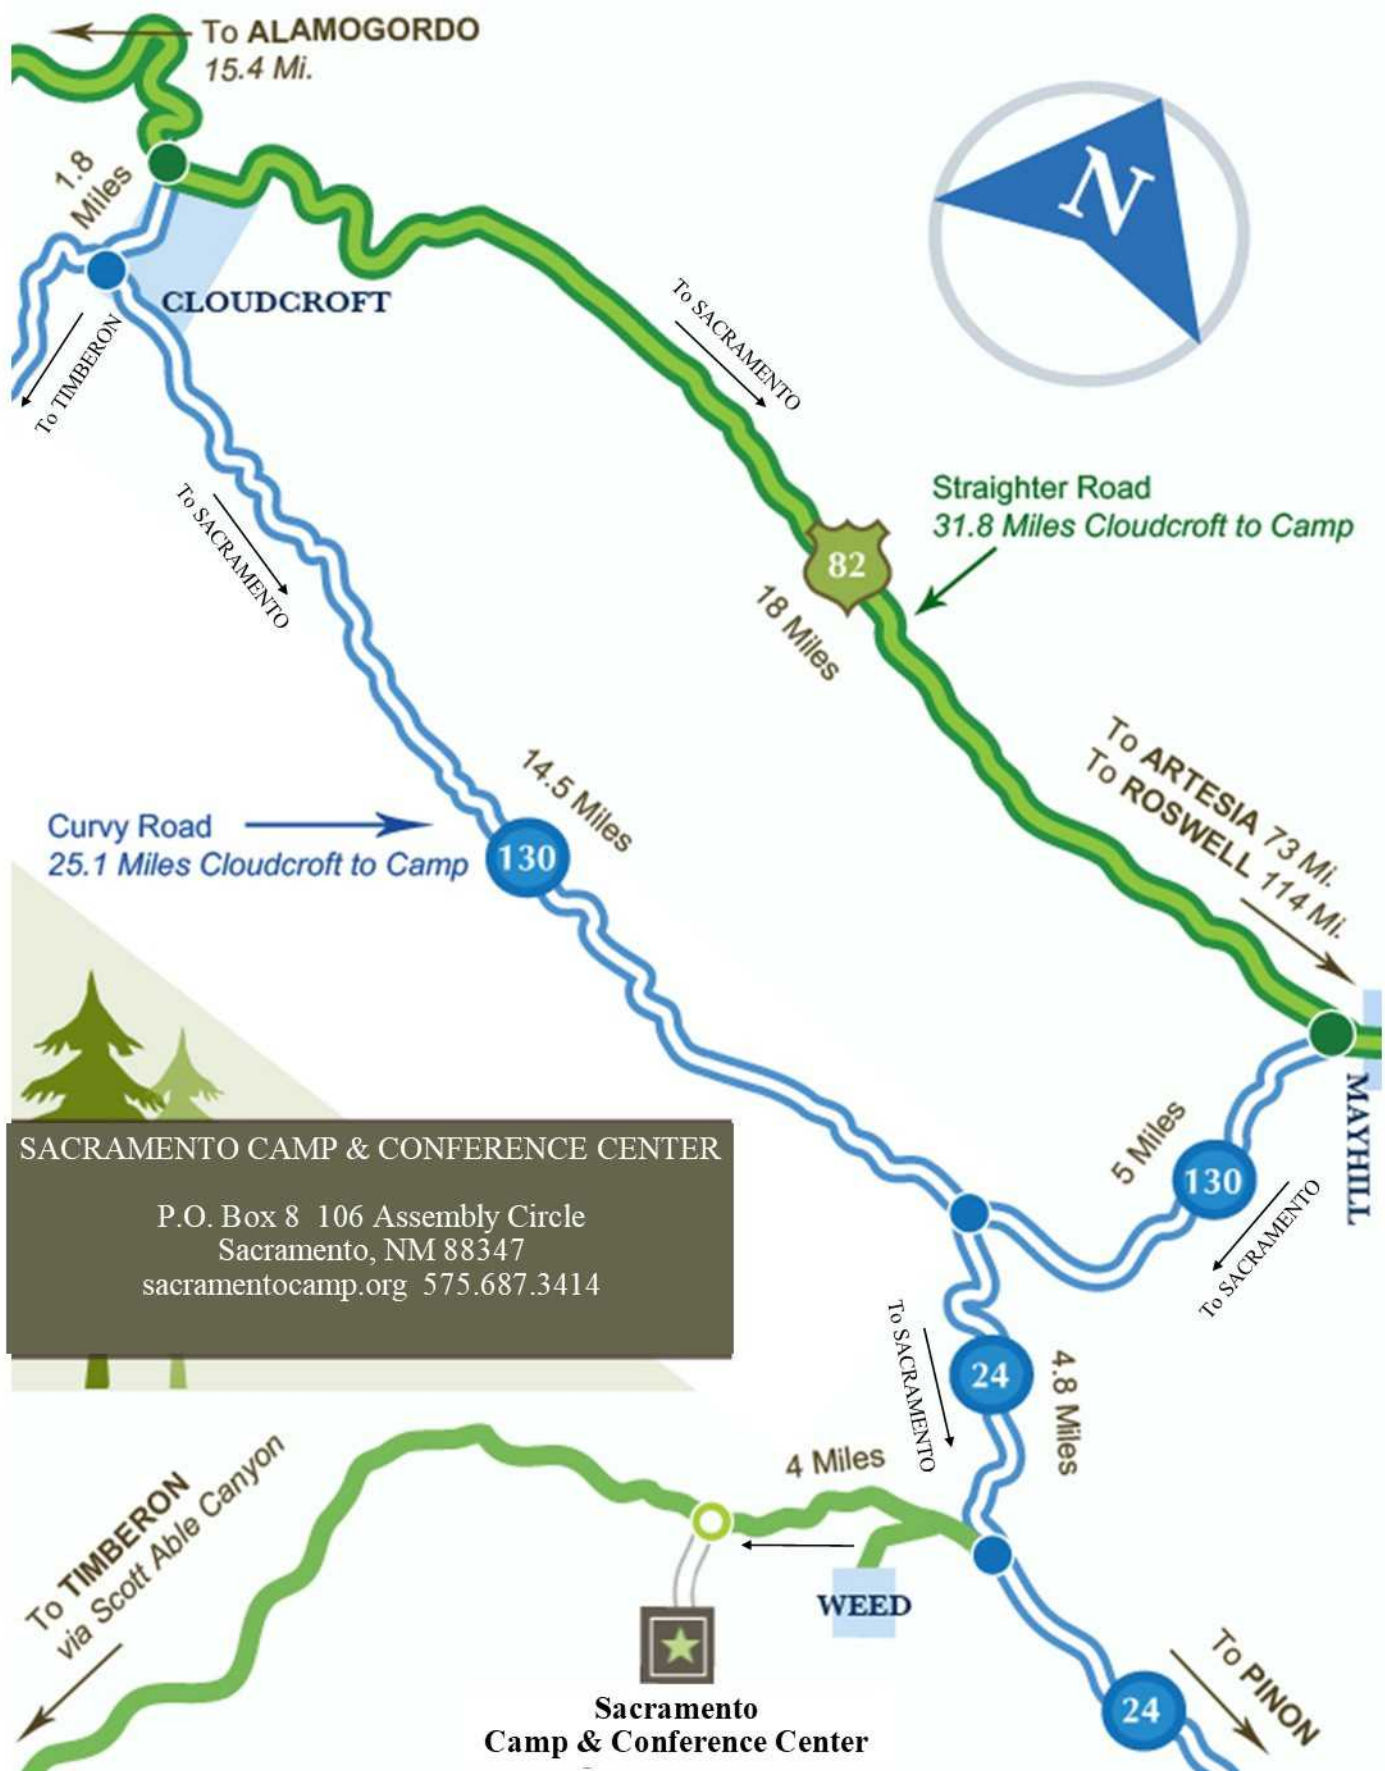 To ALAMOGORDO
15.4 Mi.
1.8
Miles
N
CLOUDCROFT
To TIMBERON
To SACRAMENTO
To SACRAMENTO
Straighter Road
31.8 Miles Cloudcroft to Camp
82
18 Miles
To ARTESIA 73 Mi.
To ROSWELL 114 Mi.
14.5 Miles
Curvy Road
25.1 Miles Cloudcroft to Camp
130
MAYHILL
5 Miles
130
To SACRAMENTO
SACRAMENTO CAMP & CONFERENCE CENTER
P.O. Box 8 106 Assembly Circle
Sacramento, NM 88347
sacramentocamp.org 575.687.3414
To SACRAMENTO
24
4.8 Miles
4 Miles
To TIMBERON
via Scott Able Canyon
WEED
To PINON
24
Sacramento
Camp & Conference Center